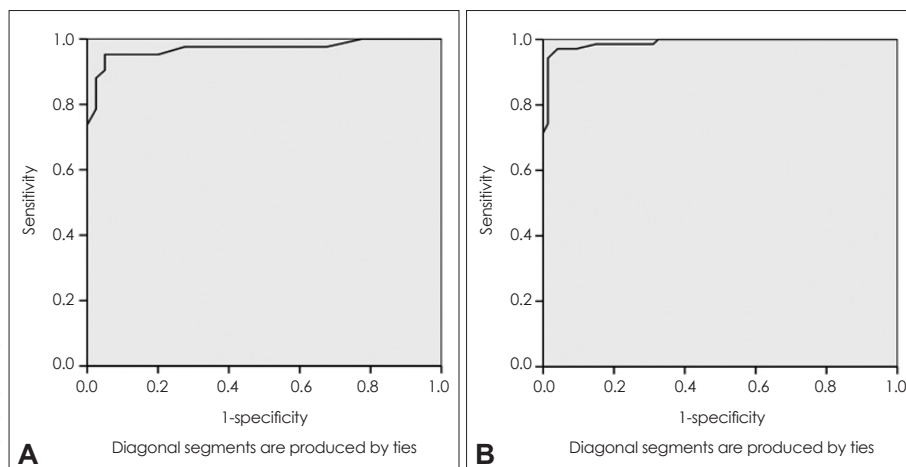 1.0
0.8
0.6
0.4
0.2
0.0
Sensitivity
0.0 0.2 0.4 0.6 0.8 1.0
1-specificity
A Diagonal segments are produced by ties
1.0
0.8
0.6
0.4
0.2
0.0
Sensitivity
0.0 0.2 0.4 0.6 0.8 1.0
1-specificity
B Diagonal segments are produced by ties